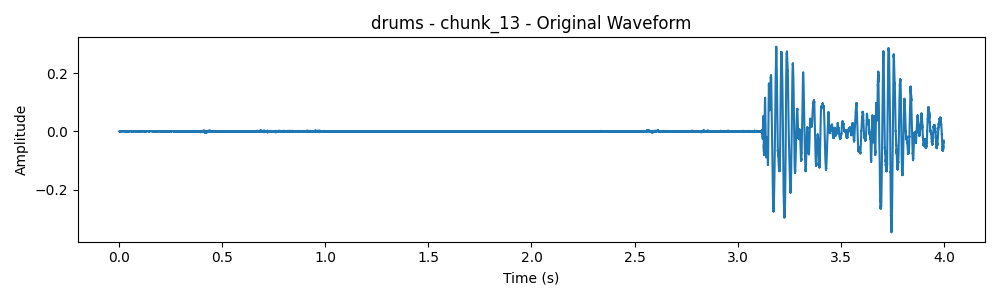 drums - chunk_13 - Original Waveform
Amplitude
0.2
0.0
−0.2
0.0 0.5 1.0 1.5 2.0 2.5 3.0 3.5 4.0
Time (s)